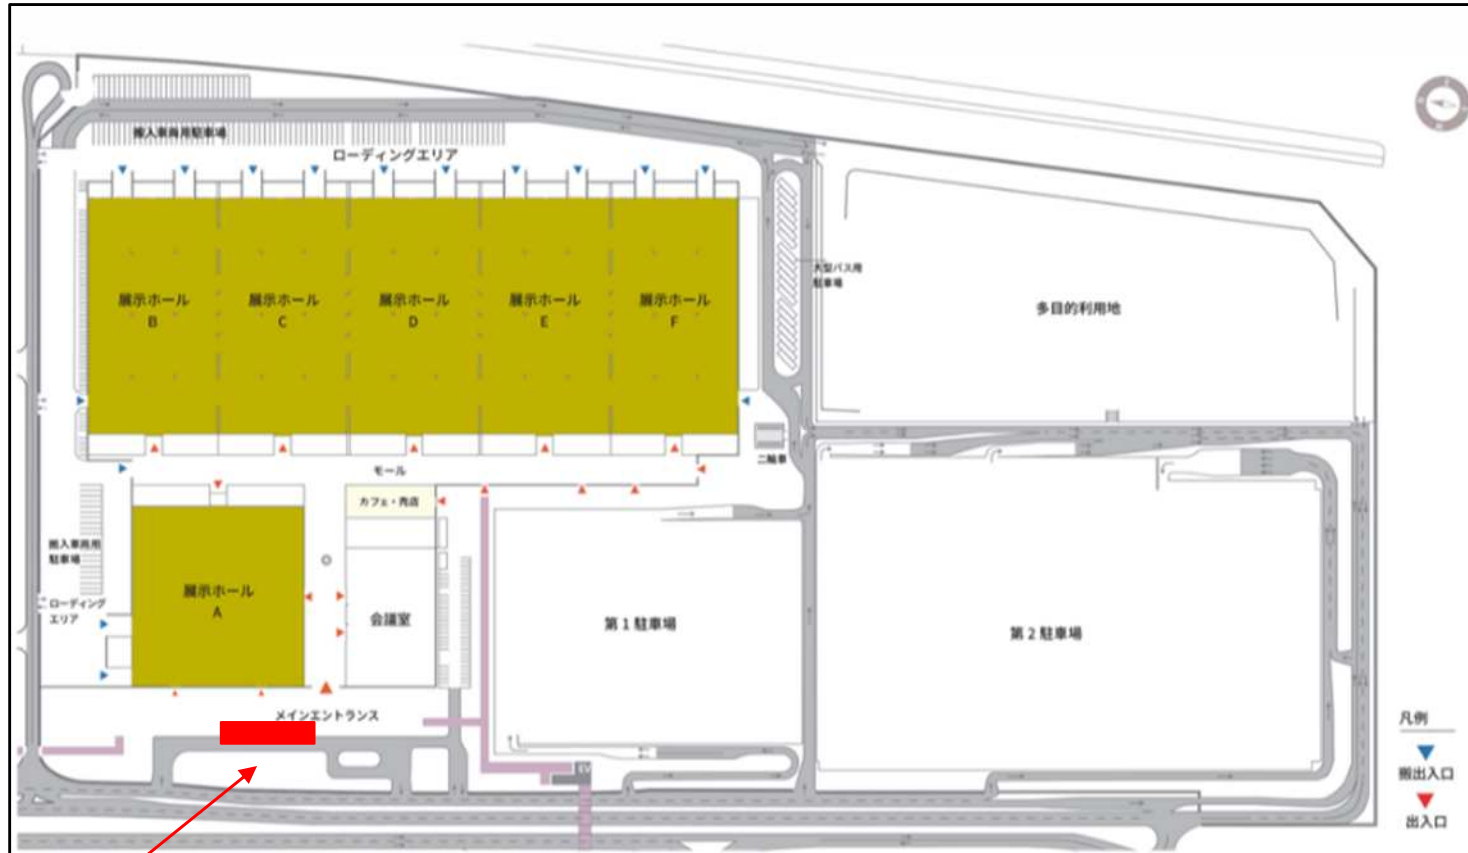 搬入車両用駐車場
ローディングエリア
展示ホール
B
展示ホール
C
展示ホール
D
展示ホール
E
展示ホール
F
大型バス用
駐車場
多目的利用地
二輪車
モール
カフェ・売店
搬入車両用
駐車場
展示ホール
A
ローディング
エリア
会議室
第1駐車場
第2駐車場
メインエントランス
EV
凡例
搬出入口
出入口